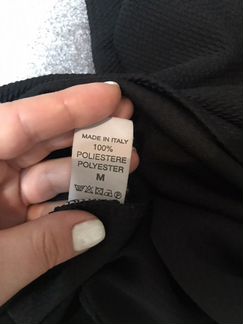 MADE IN ITALY
100%
POLIESTERE
POLYESTER
M